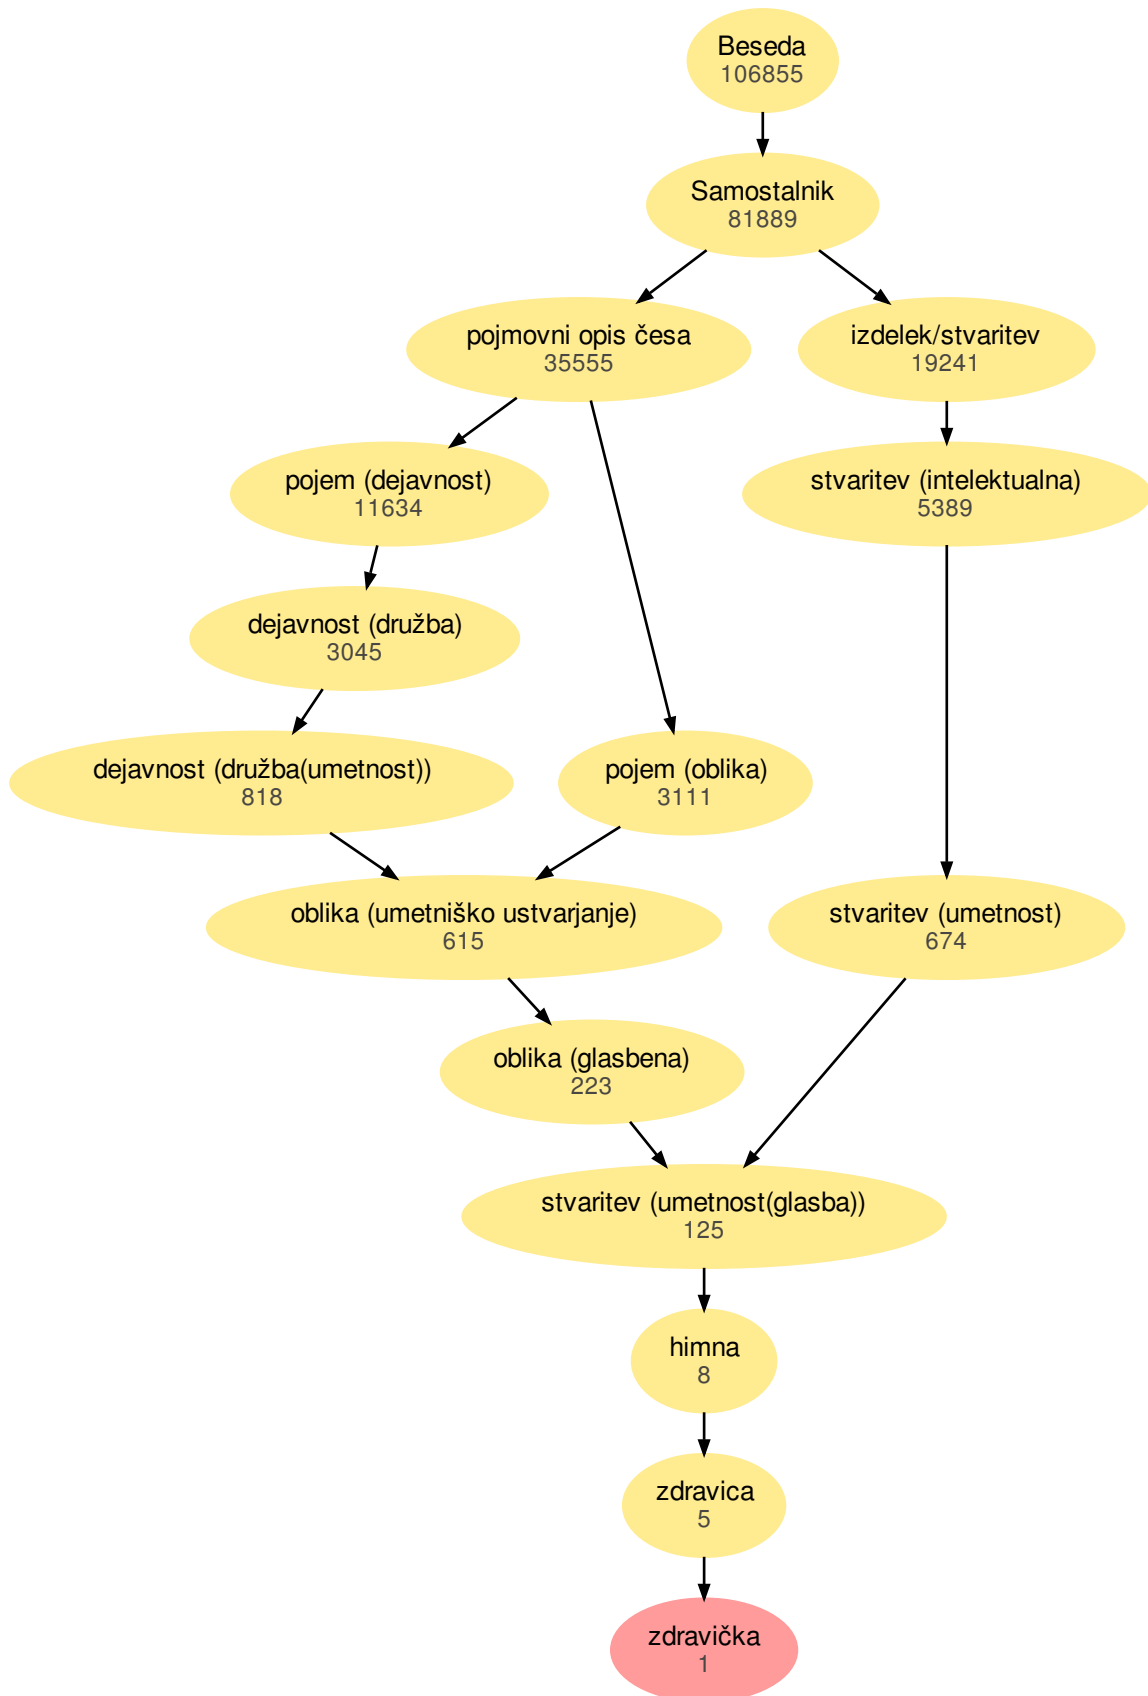 Beseda
106855
Samostalnik
81889
pojmovni opis česa
35555
izdelek/stvaritev
19241
pojem (dejavnost)
11634
stvaritev (intelektualna)
5389
dejavnost (družba)
3045
dejavnost (družba(umetnost))
818
pojem (oblika)
3111
oblika (umetniško ustvarjanje)
615
stvaritev (umetnost)
674
oblika (glasbena)
223
stvaritev (umetnost(glasba))
125
himna
8
zdravica
5
zdravička
1